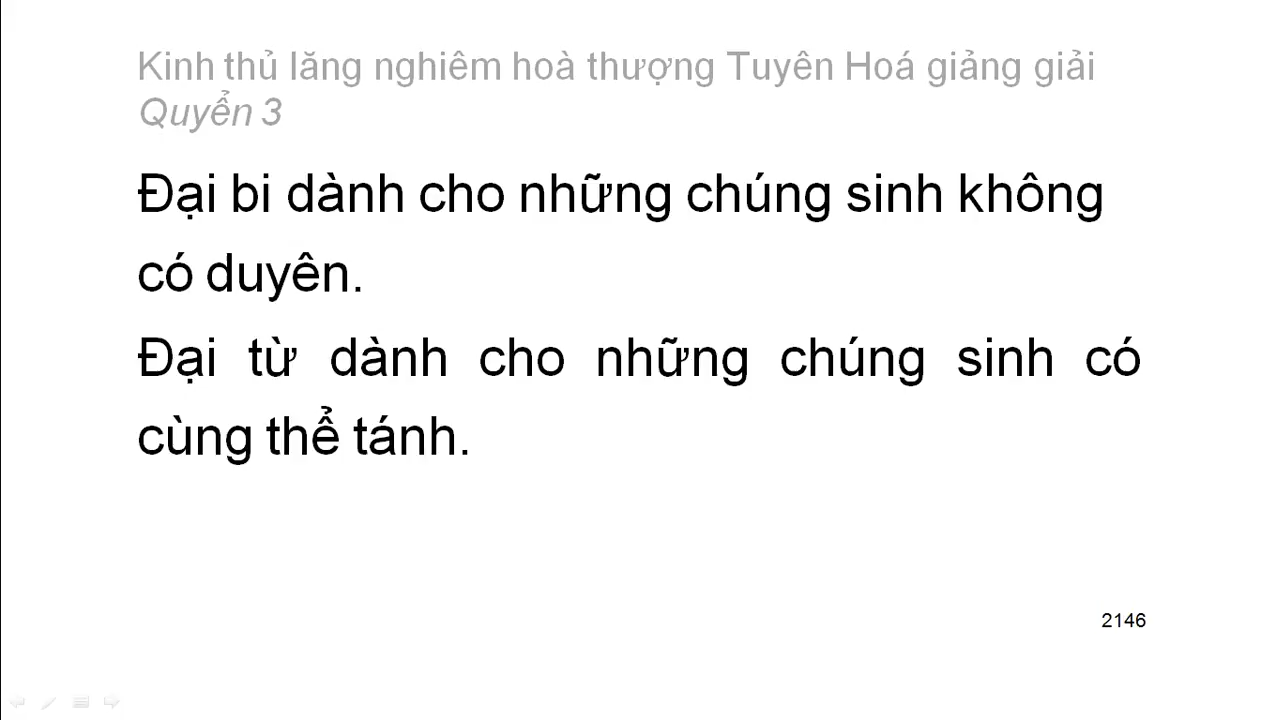 Kinh thủ lăng nghiêm hoà thượng Tuyên Hoá giảng giải
Quyển 3
Đại bi dành cho những chúng sinh không
có duyên.
Đại từ dành cho những chúng sinh có
cùng thể tánh.
2146